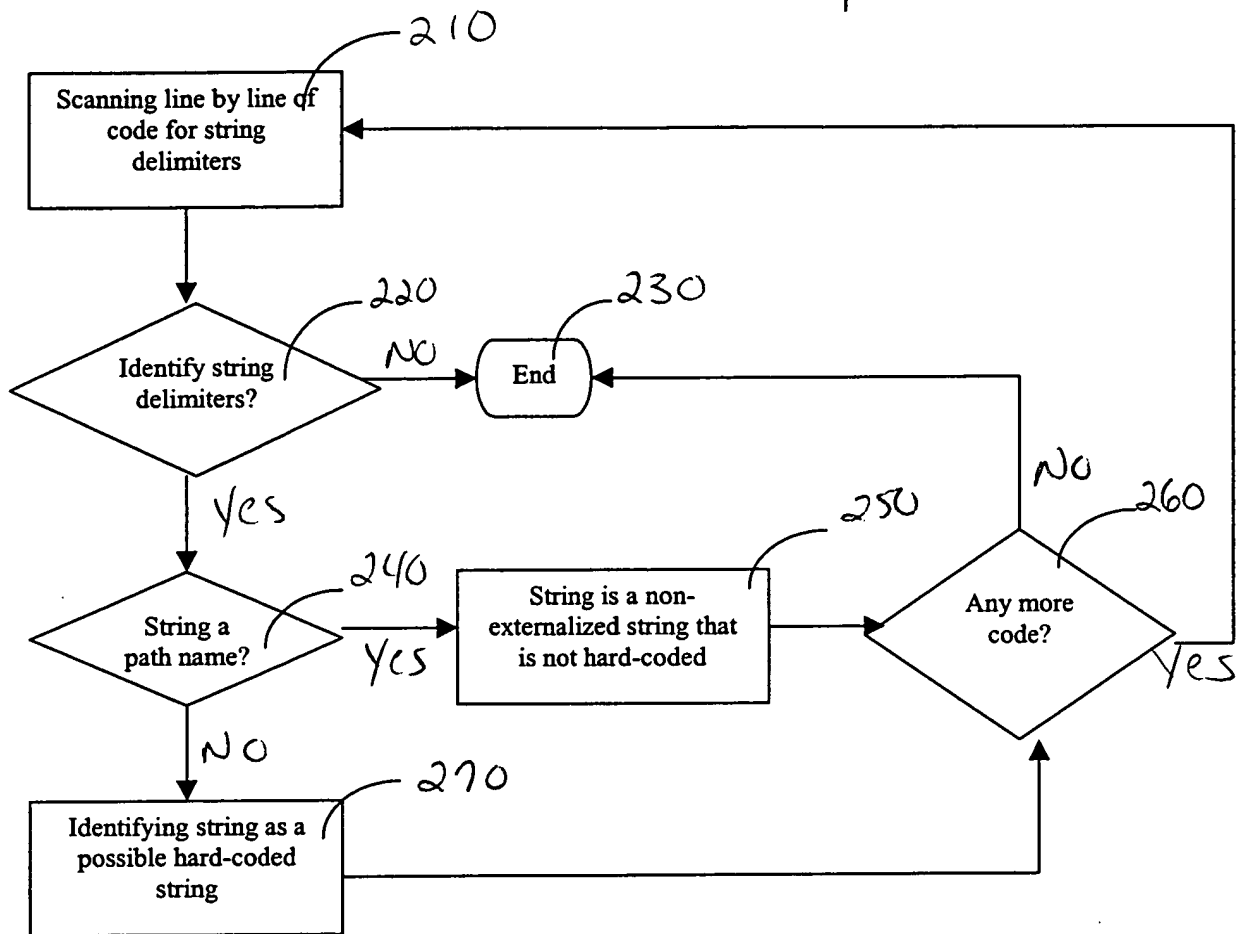 210
Scanning line by line of
code for string
delimiters
220
230
Identify string
delimiters?
NO
End
Yes
NO
240
250
260
String a
path name?
Yes
String is a non-
externalized string that
is not hard-coded
Any more
code?
Yes
NO
270
Identifying string as a
possible hard-coded
string